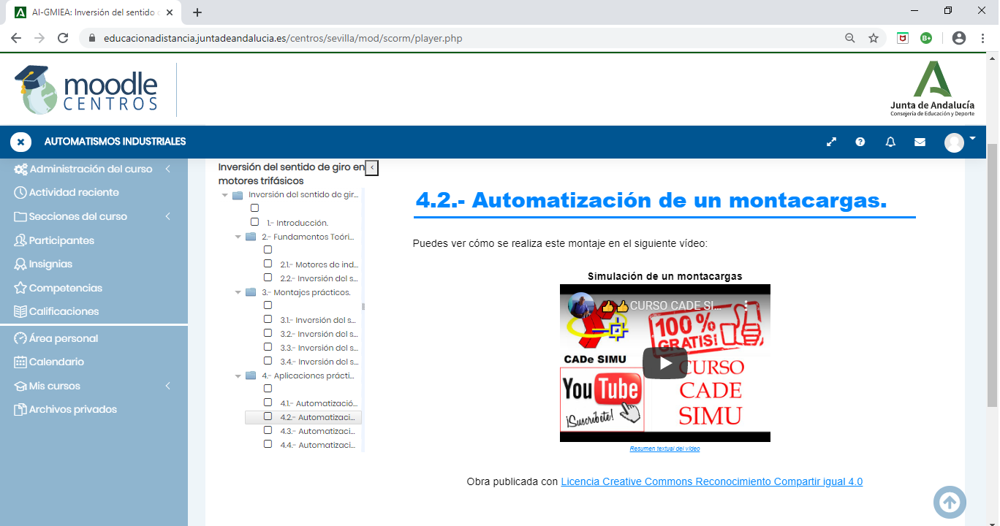 AI-GMIEA: Inversión del sentido
educacionadistancia.juntadeandalucia.es/centros/sevilla/mod/scorm/player.php
moodle
CENTROS
Junta de Andalucía
Consejería de Educación y Deporte
AUTOMATISMOS INDUSTRIALES
Administración del curso
Actividad reciente
Secciones del curso
Participantes
Insignias
Competencias
Calificaciones
Área personal
Calendario
Mis cursos
Archivos privados
Inversión del sentido de giro en
motores trifásicos
Inversión del sentido de gir...
1.- Introducción.
2.- Fundamentos Teóri...
2.1.- Motores de ind...
2.2.- Inversión del s...
3.- Montajes prácticos.
3.1.- Inversión del s...
3.2.- Inversión del s...
3.3.- Inversión del s...
3.4.- Inversión del s...
4.- Aplicaciones prácti...
4.1.- Automatizació...
4.2.- Automatizaci...
4.3.- Automatizaci...
4.4.- Automatizaci...
4.2.- Automatización de un montacargas.
Puedes ver cómo se realiza este montaje en el siguiente vídeo:
Simulación de un montacargas
👍👍CURSO CADE SI...
100%
GRATIS!
CADe SIMU
YouTube
¡Suscríbete!
CURSO
CADE
SIMU
Resumen textual del vídeo
Obra publicada con Licencia Creative Commons Reconocimiento Compartir igual 4.0